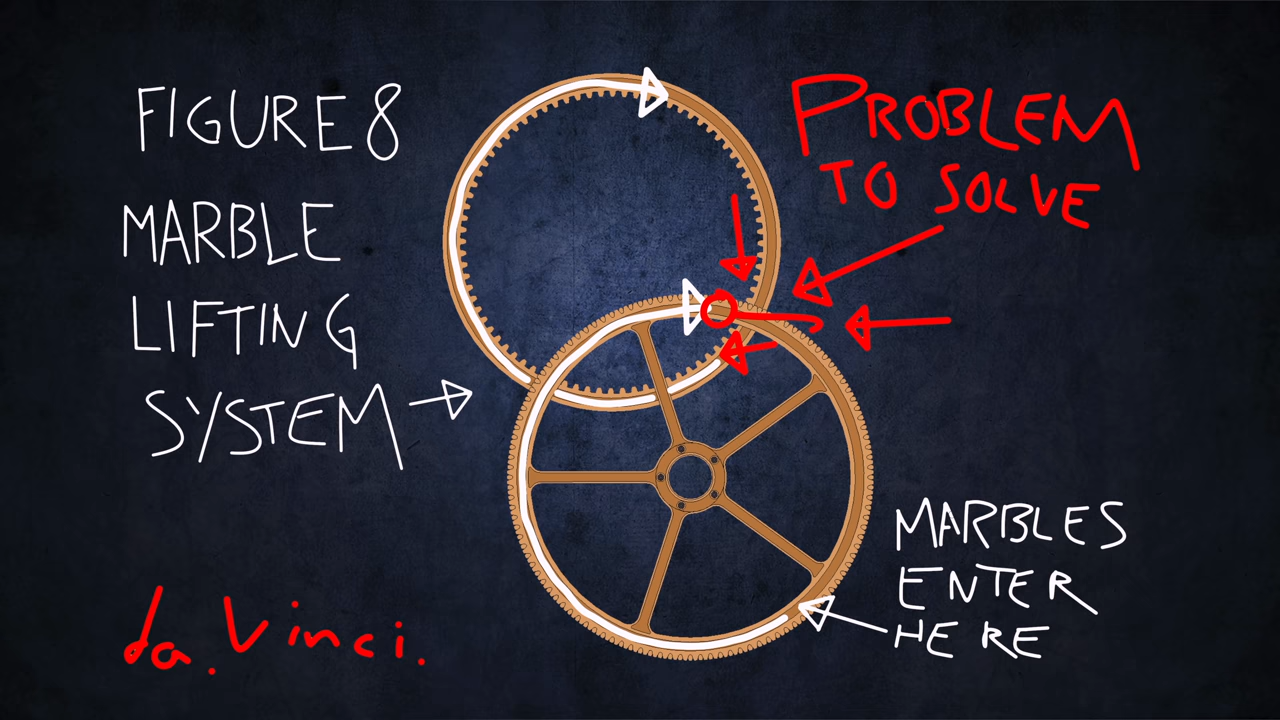 FIGURE 8
MARBLE
LIFTING
SYSTEM
PROBLEM
TO SOLVE
MARBLES
ENTER
HERE
da.Vinci.